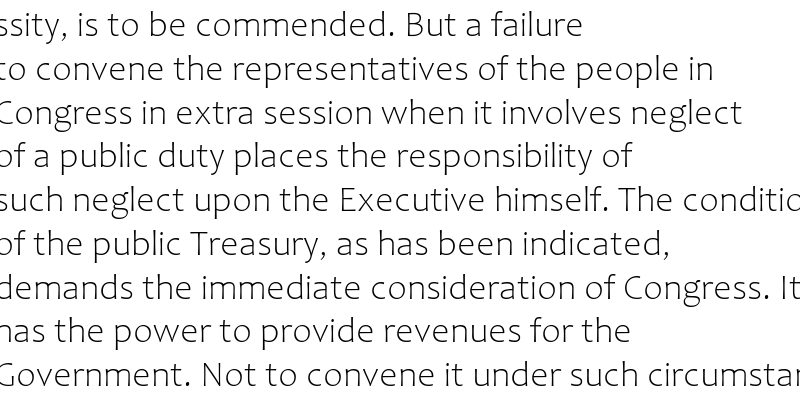 ssity, is to be commended. But a failure
to convene the representatives of the people in
Congress in extra session when it involves neglect
of a public duty places the responsibility of
such neglect upon the Executive himself. The conditio
of the public Treasury, as has been indicated,
demands the immediate consideration of Congress. It
has the power to provide revenues for the
Government. Not to convene it under such circumstan